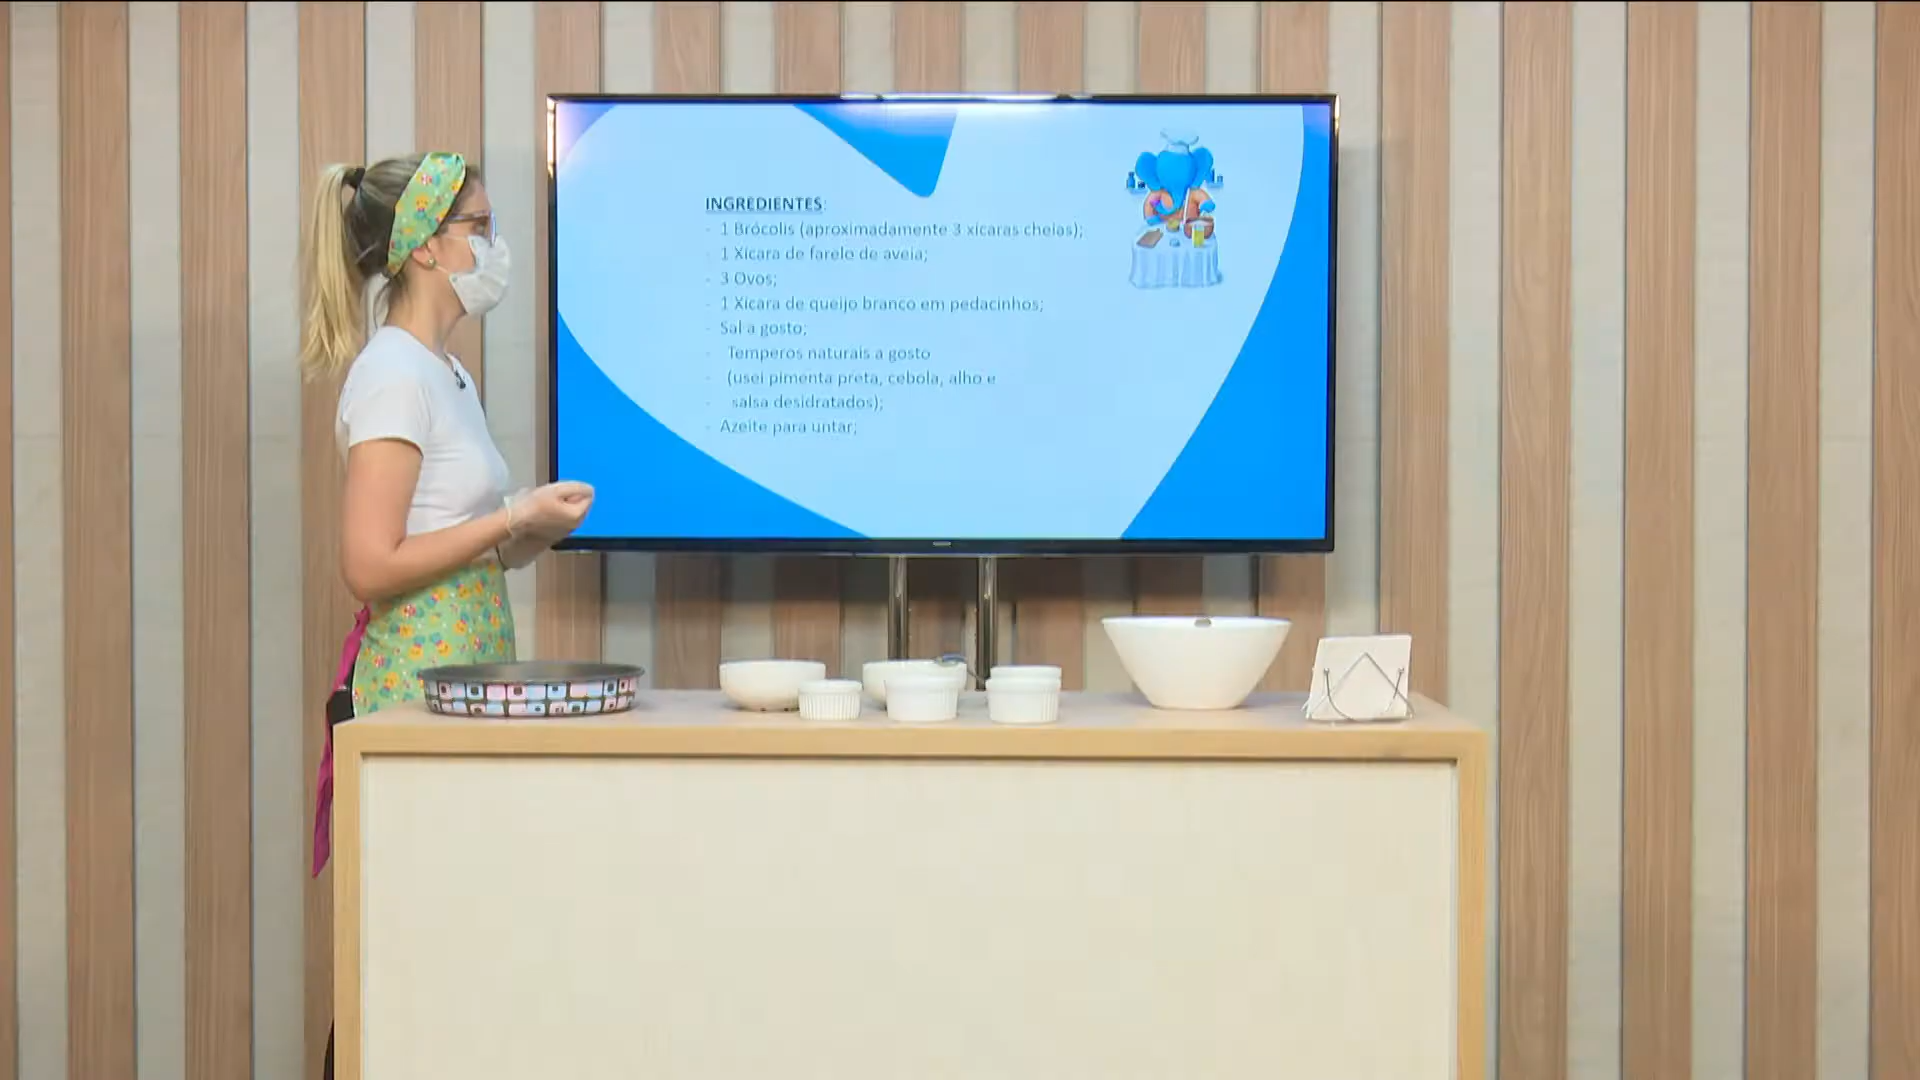 INGREDIENTES:
- 1 Brócolis (aproximadamente 3 xícaras cheias);
- 1 Xícara de farelo de aveia;
- 3 Ovos;
- 1 Xícara de queijo branco em pedacinhos;
- Sal a gosto;
- Temperos naturais a gosto
- (usei pimenta preta, cebola, alho e
- salsa desidratados);
- Azeite para untar;